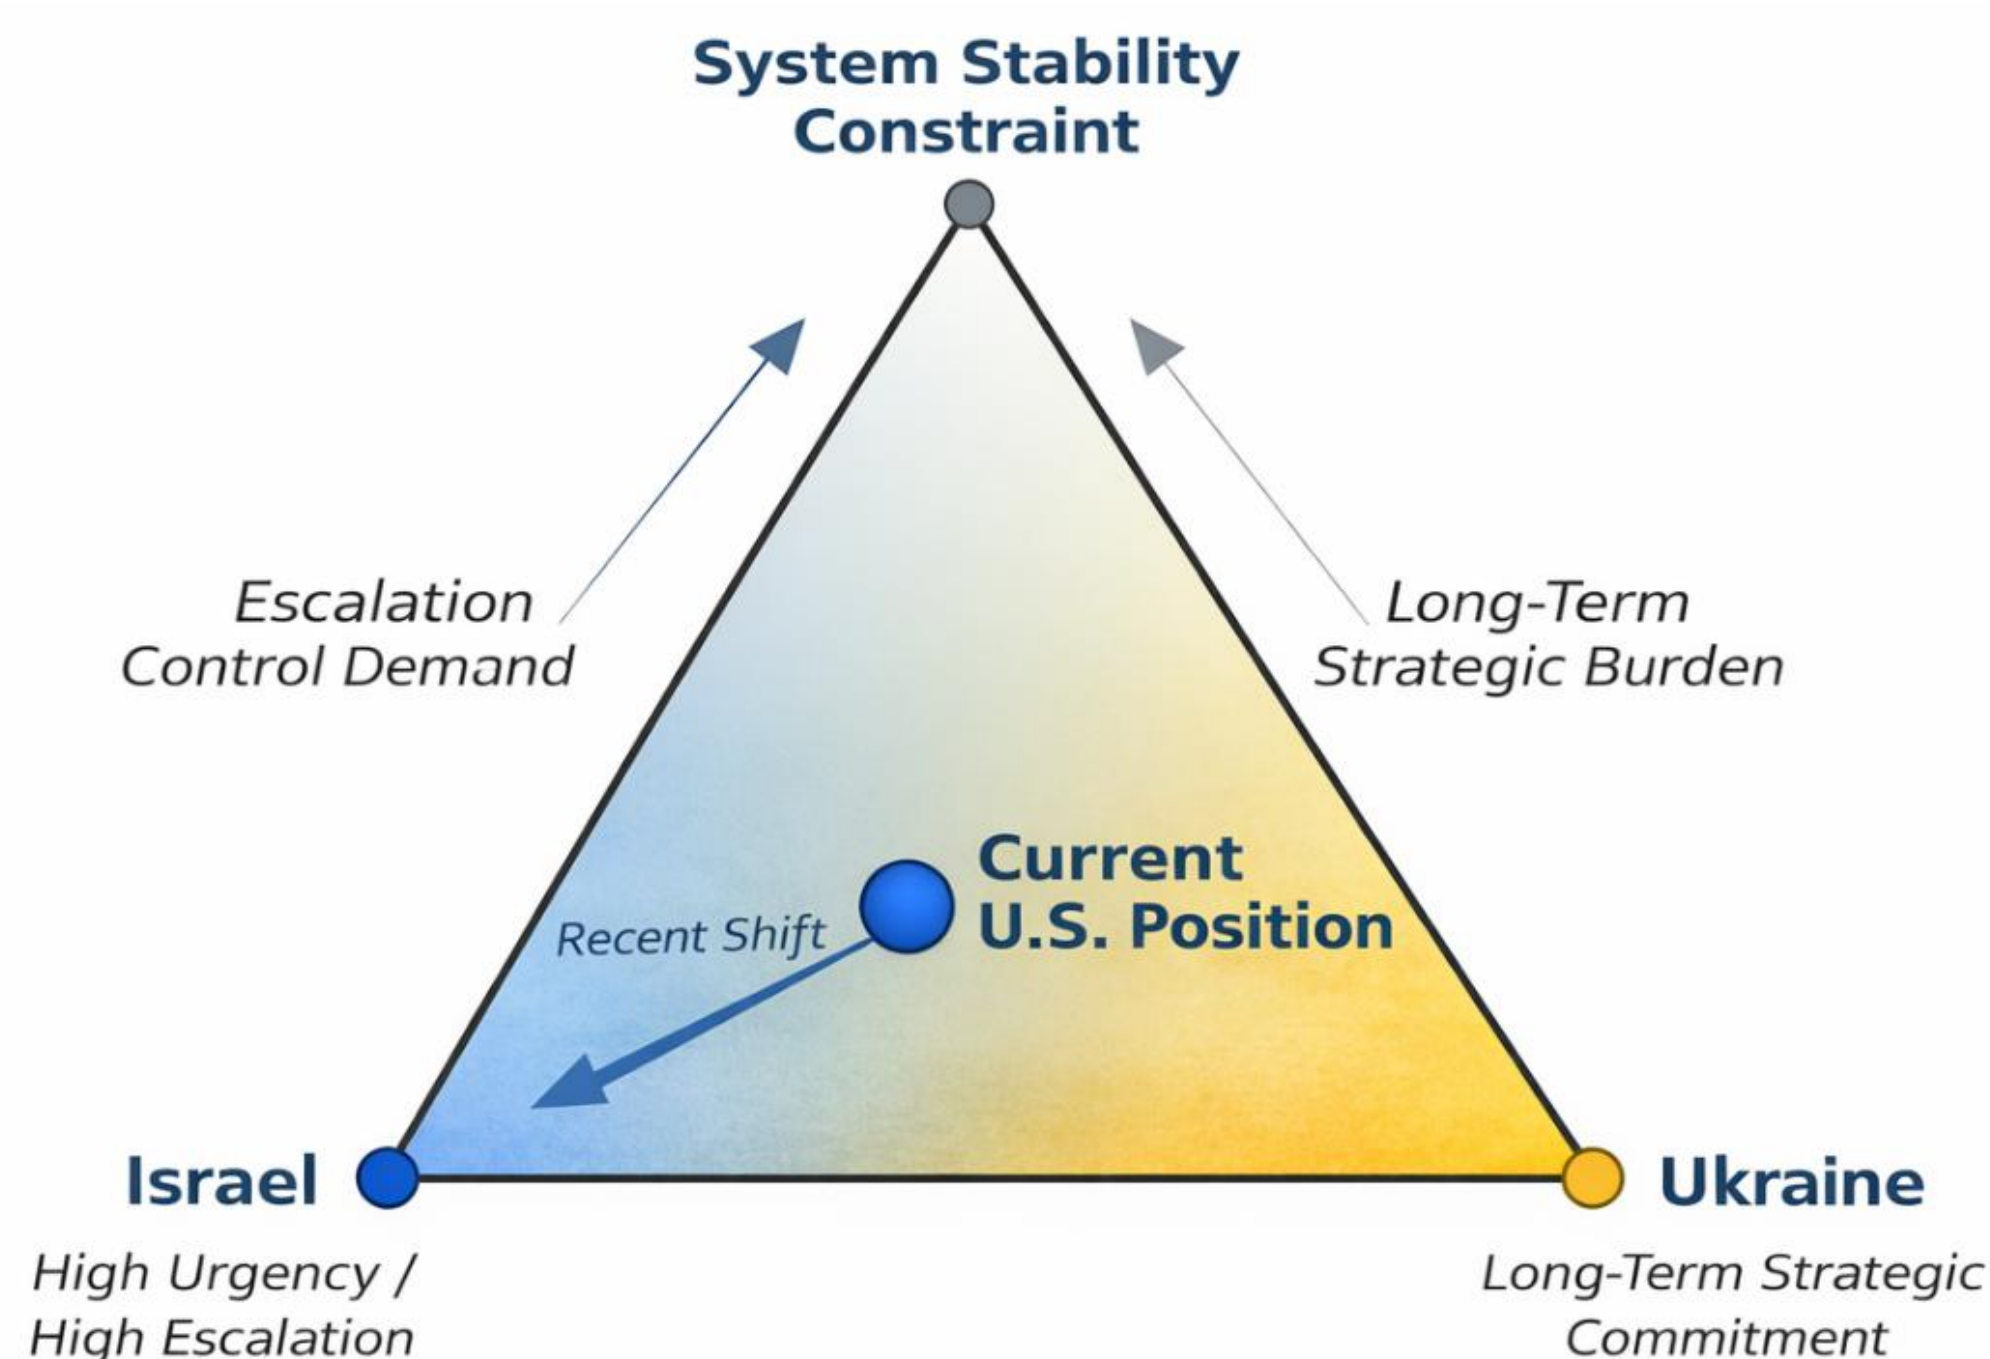 System Stability
Constraint
Escalation
Control Demand
Long-Term
Strategic Burden
Current
U.S. Position
Recent Shift
Israel
High Urgency /
High Escalation
Ukraine
Long-Term Strategic
Commitment